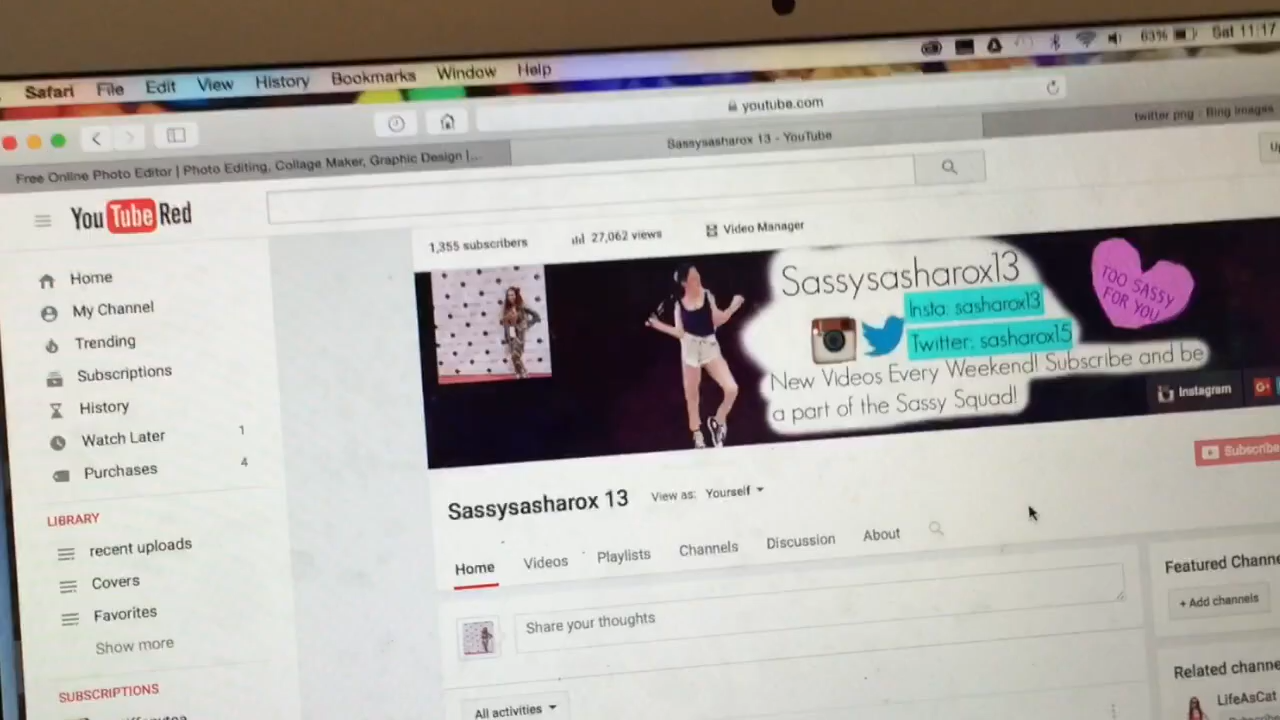 Safari File Edit View History Bookmarks Window Help 63% Sat 11:17
youtube.com
Free Online Photo Editor | Photo Editing, Collage Maker, Graphic Design |... Sassysasharox 13 - YouTube twitter png - Bing images
YouTube Red
1,355 subscribers 27,062 views Video Manager
Home
My Channel
Trending
Subscriptions
History
Watch Later 1
Purchases 4
LIBRARY
recent uploads
Covers
Favorites
Show more
SUBSCRIPTIONS
Sassysasharox13
Insta: sasharox13
Twitter: sasharox15
New Videos Every Weekend! Subscribe and be
a part of the Sassy Squad!
TOO SASSY
FOR YOU
Instagram G+
Subscribe
Sassysasharox 13 View as: Yourself
Home Videos Playlists Channels Discussion About
Share your thoughts
All activities
Featured Chann
+ Add channels
Related channe
LifeAsCat